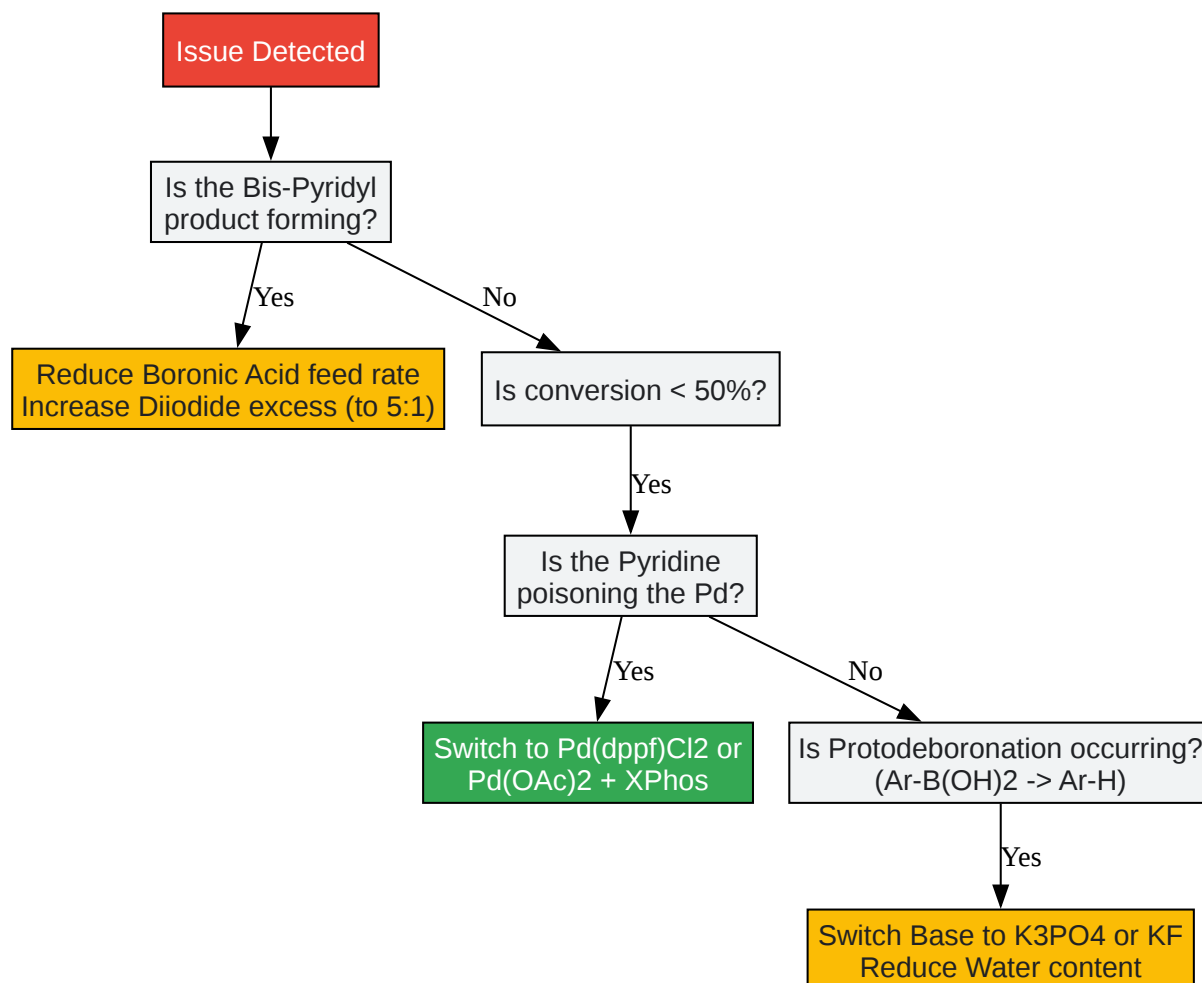 Issue Detected
Is the Bis-Pyridyl
product forming?
Yes
No
Reduce Boronic Acid feed rate
Increase Diiodide excess (to 5:1)
Is conversion < 50%?
Yes
Is the Pyridine
poisoning the Pd?
Yes
No
Switch to Pd(dppf)Cl2 or
Pd(OAc)2 + XPhos
Is Protodeboronation occurring?
(Ar-B(OH)2 -> Ar-H)
Yes
Switch Base to K3PO4 or KF
Reduce Water content